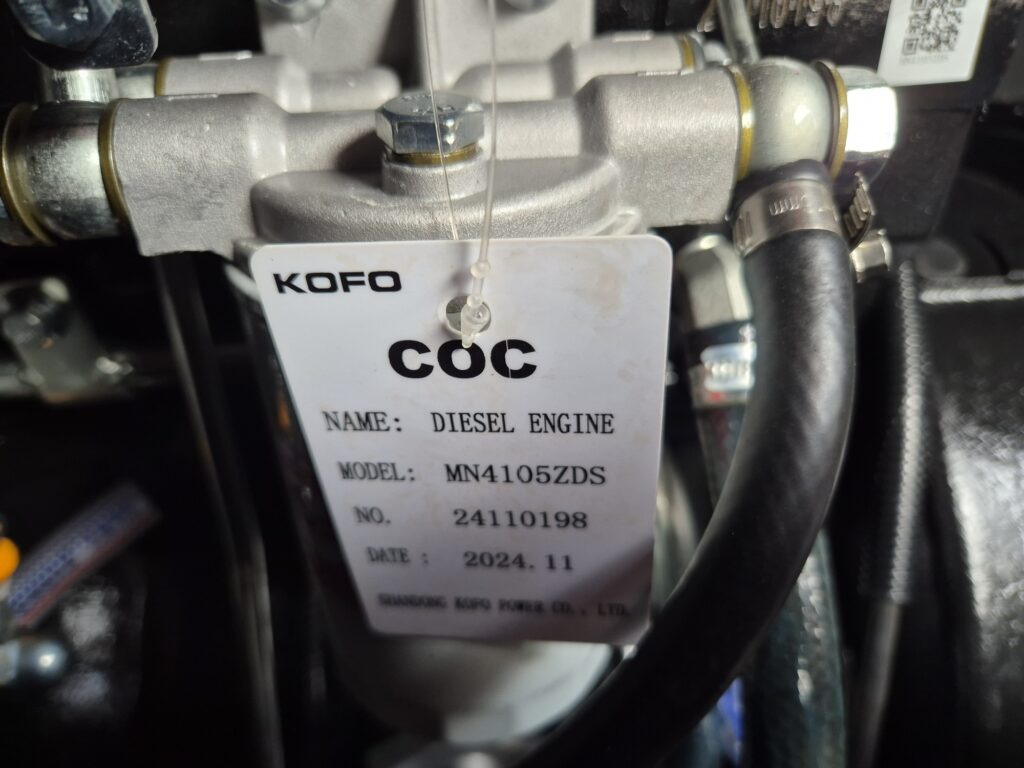 KOFO
COC
NAME: DIESEL ENGINE
MODEL: MN4105ZDS
NO. 24110198
DATE : 2024.11
SHANDONG KOFO POWER CO., LTD.